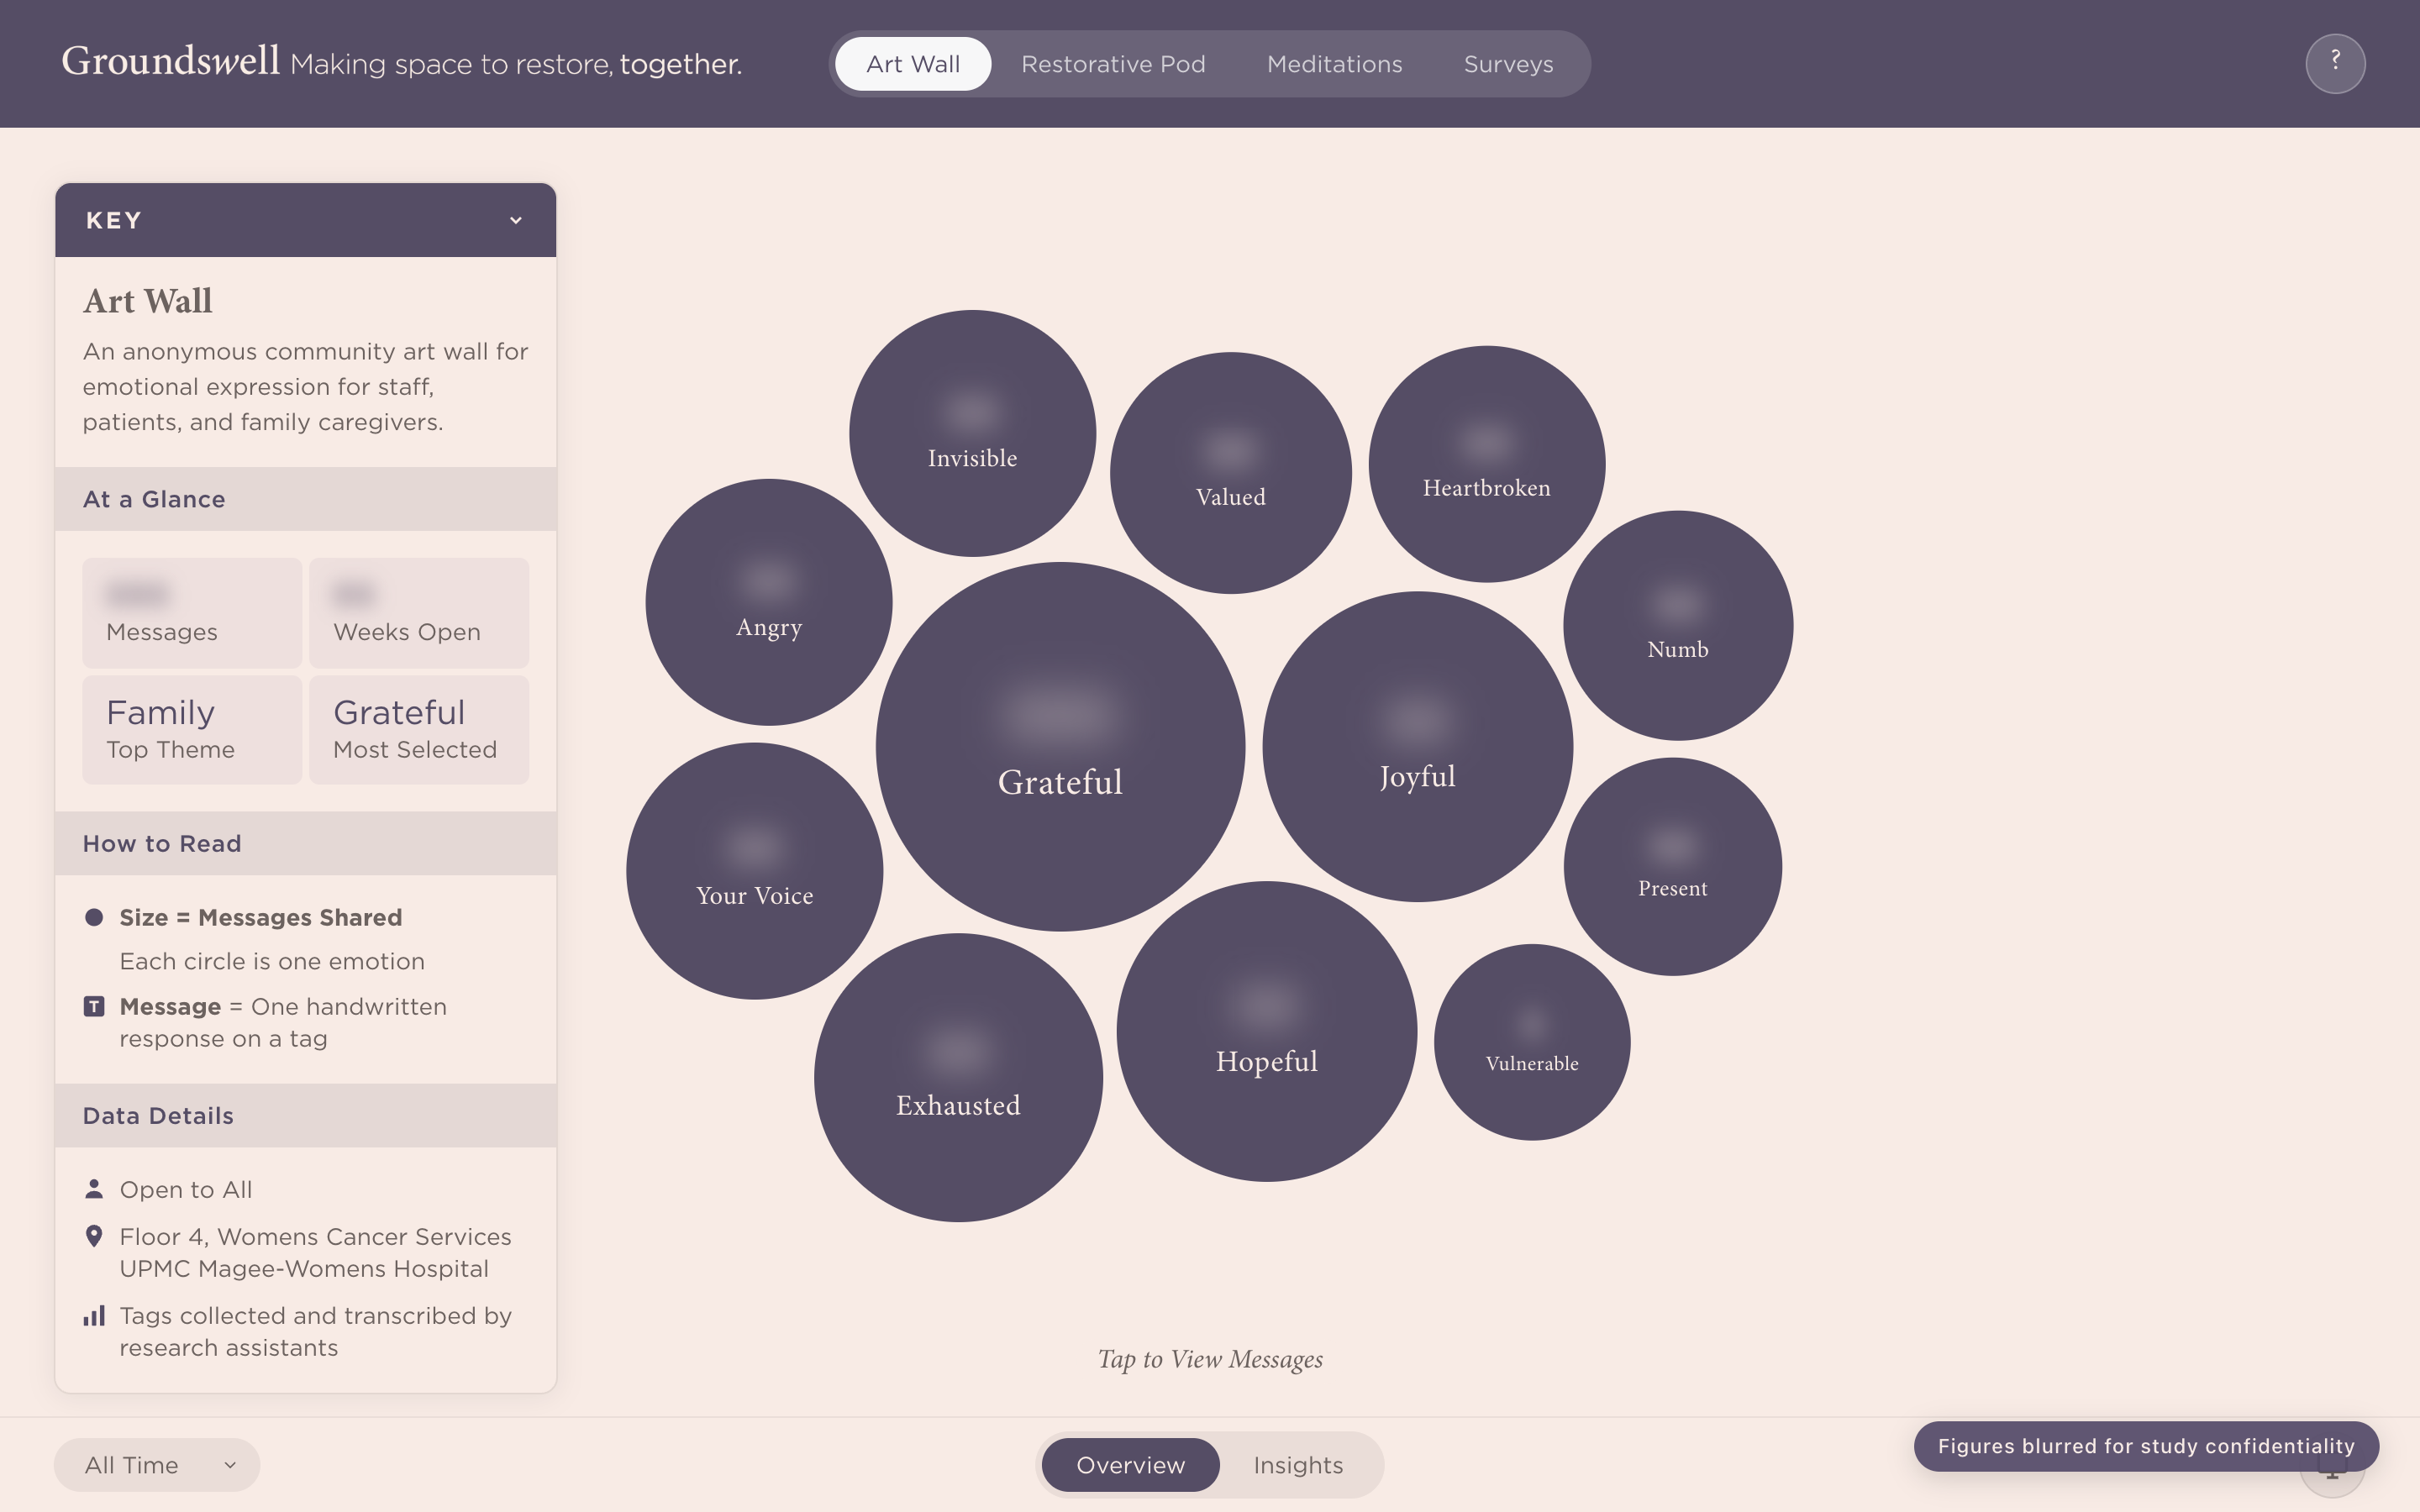 Groundswell Making space to restore, together.
Art Wall
Restorative Pod
Meditations
Surveys
?
KEY
Art Wall
An anonymous community art wall for
emotional expression for staff,
patients, and family caregivers.
At a Glance
Messages
Weeks Open
Family
Top Theme
Grateful
Most Selected
How to Read
Size = Messages Shared
Each circle is one emotion
T Message = One handwritten
response on a tag
Data Details
Open to All
Floor 4, Womens Cancer Services
UPMC Magee-Womens Hospital
Tags collected and transcribed by
research assistants
Invisible
Valued
Heartbroken
Angry
Numb
Grateful
Joyful
Your Voice
Present
Hopeful
Vulnerable
Exhausted
Tap to View Messages
All Time
Overview
Insights
Figures blurred for study confidentiality